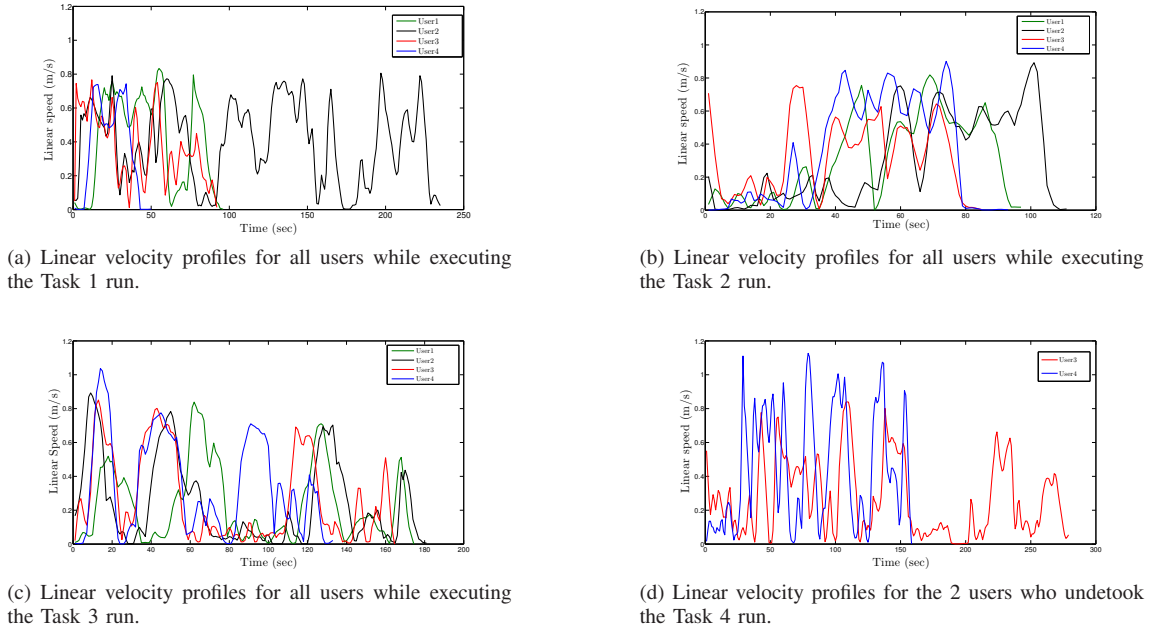 1.2
1
0.8
0.6
0.4
0.2
0
0 50 100 150 200 250
Linear speed (m/s)
Time (sec)
User1
User2
User3
User4
(a) Linear velocity profiles for all users while executing
the Task 1 run.
1.2
1
0.8
0.6
0.4
0.2
0
0 20 40 60 80 100 120
Linear speed (m/s)
Time (sec)
User1
User2
User3
User4
(b) Linear velocity profiles for all users while executing
the Task 2 run.
1.2
1
0.8
0.6
0.4
0.2
0
0 20 40 60 80 100 120 140 160 180 200
Linear Speed (m/s)
Time (sec)
User1
User2
User3
User4
(c) Linear velocity profiles for all users while executing
the Task 3 run.
1.2
1
0.8
0.6
0.4
0.2
0
0 50 100 150 200 250 300
Linear speed (m/s)
Time (sec)
User3
User4
(d) Linear velocity profiles for the 2 users who undetook
the Task 4 run.